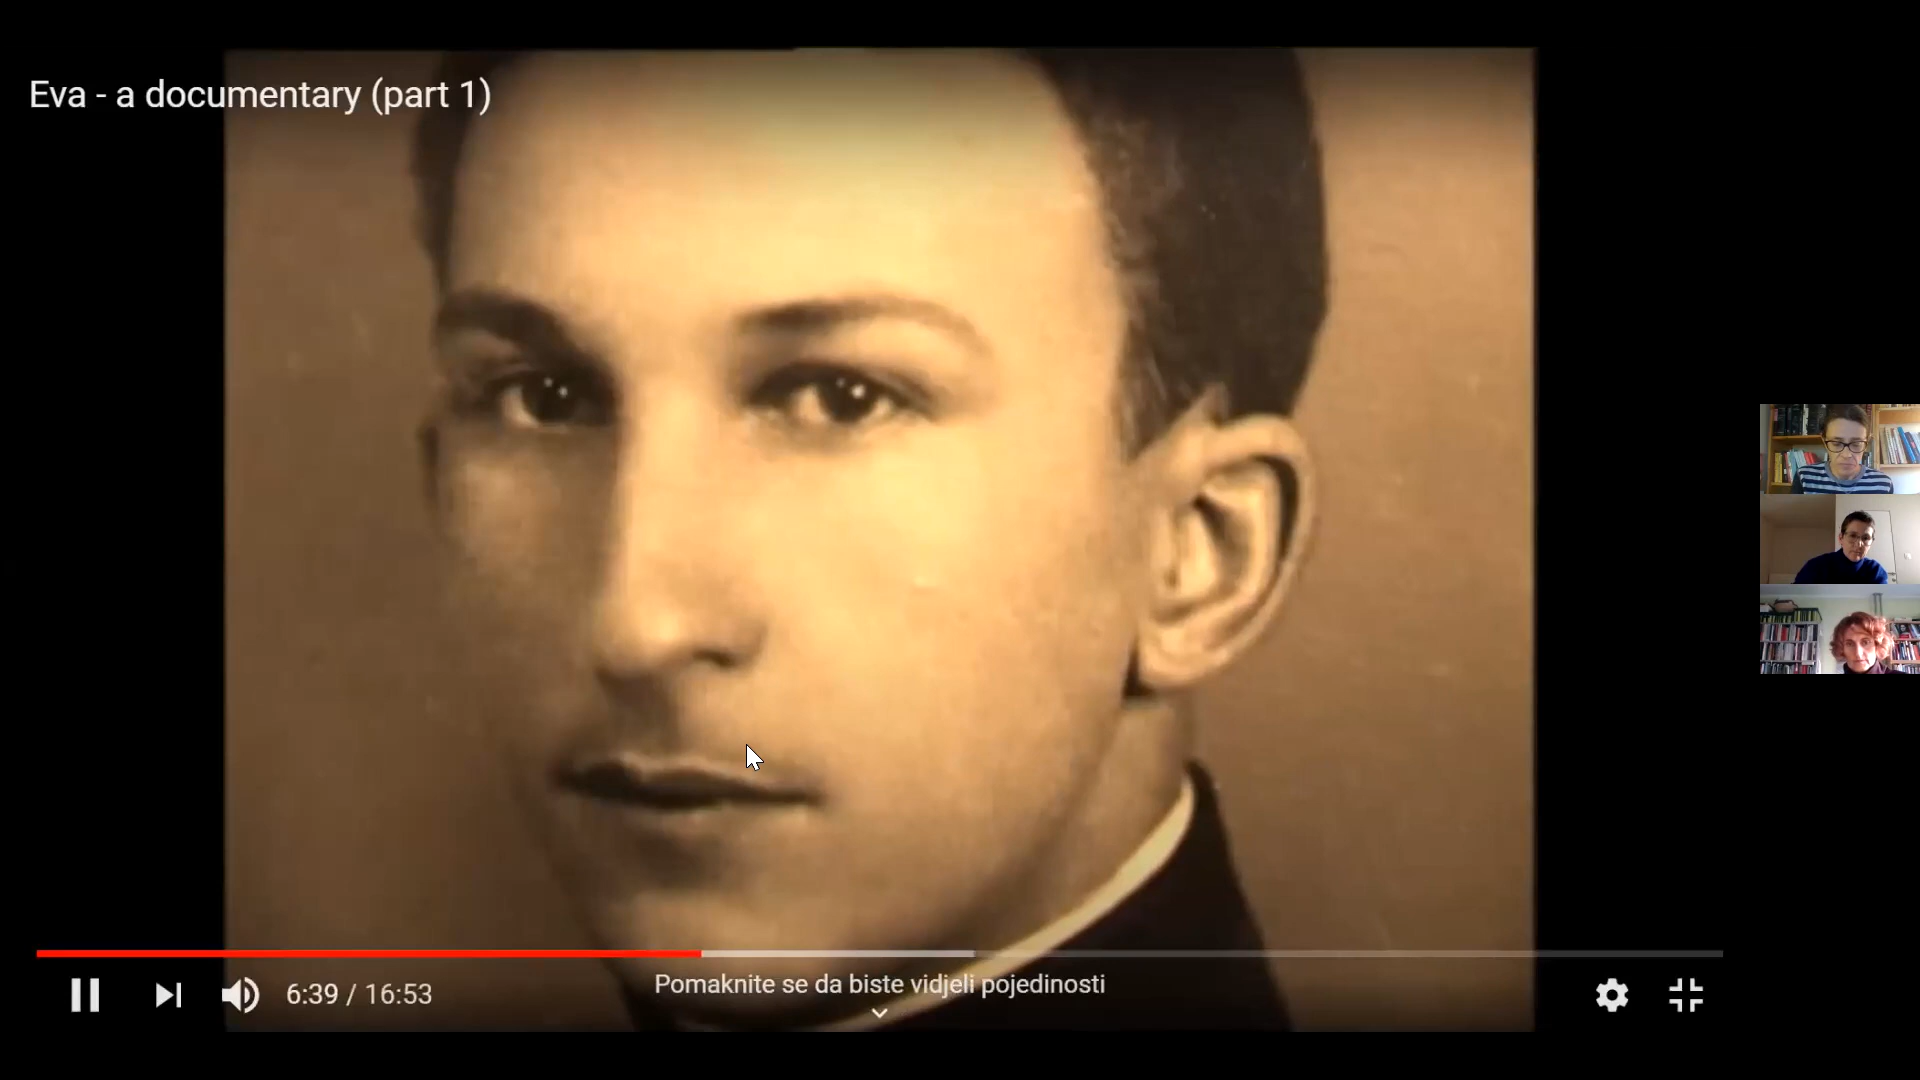 Eva - a documentary (part 1)
6:39 / 16:53
Pomaknite se da biste vidjeli pojedinosti